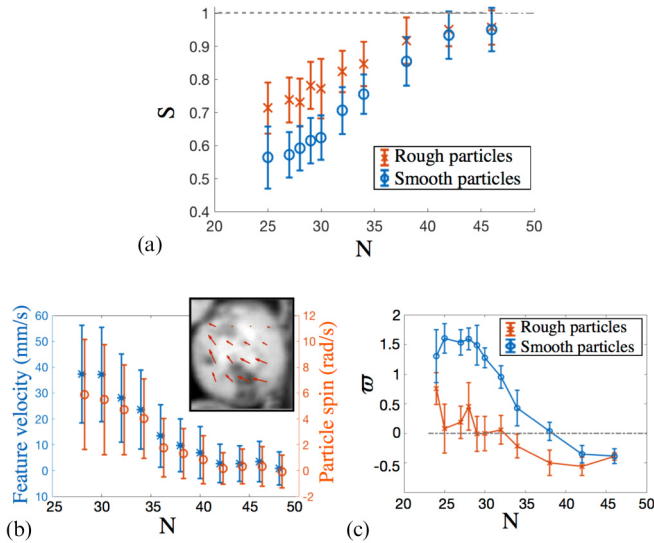 1
0.9
0.8
S
0.7
0.6
0.5
0.4
Rough particles
Smooth particles
20 25 30 35 40 45 50
(a) N
Feature velocity (mm/s)
60
50
40
30
20
10
0
10
12
10
8
6
4
2
0
-2
Particle spin (rad/s)
20 25 30 35 40 45 50
(b) N
2
1.5
1
ϖ
0.5
0
-0.5
Rough particles
Smooth particles
20 25 30 35 40 45 50
(c) N